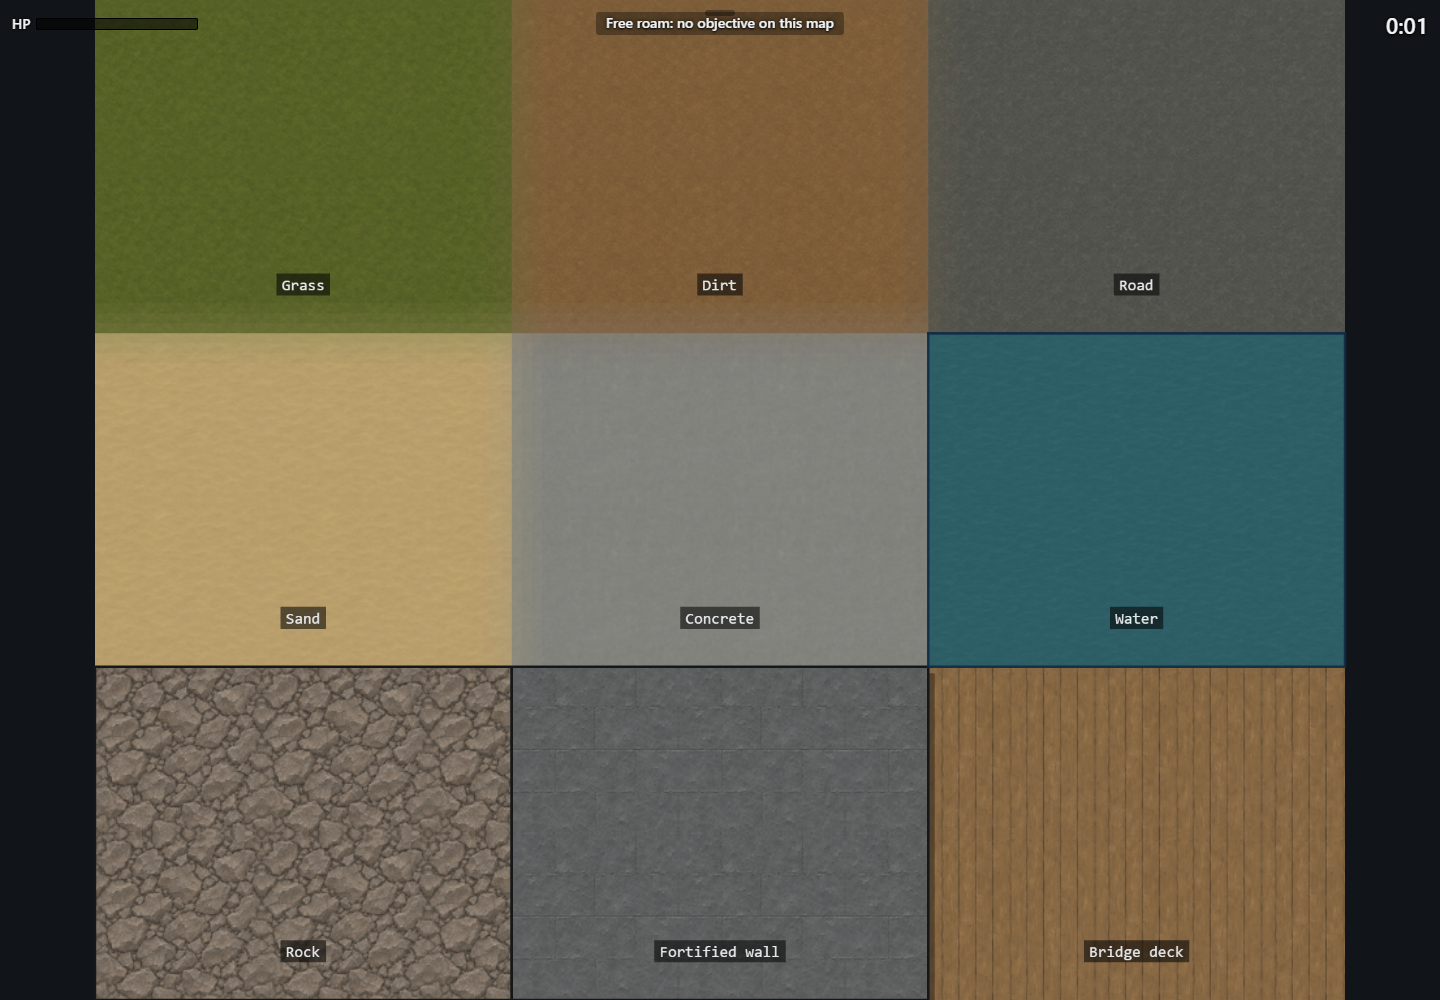 HP
Free roam: no objective on this map
0:01
Grass
Dirt
Road
Sand
Concrete
Water
Rock
Fortified wall
Bridge deck